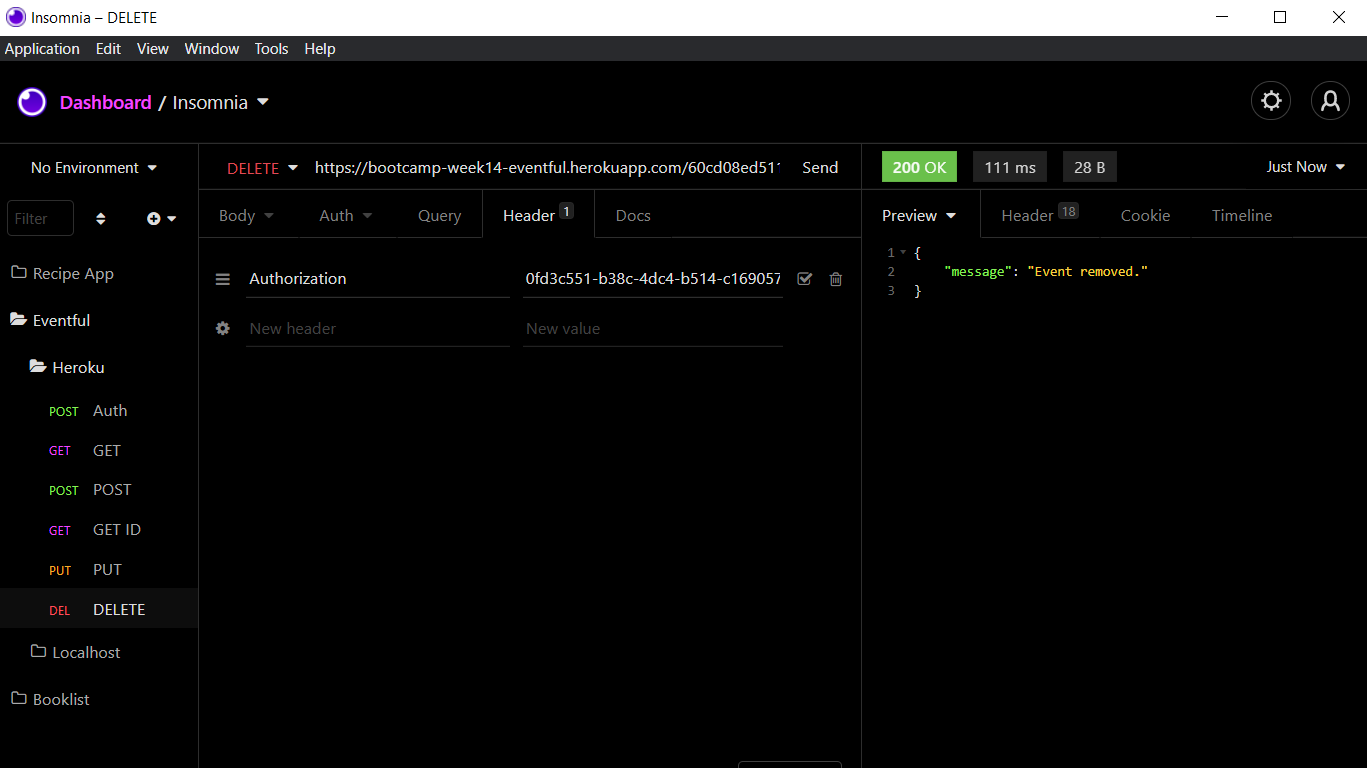 Insomnia – DELETE
Application Edit View Window Tools Help
Dashboard / Insomnia
No Environment
DELETE https://bootcamp-week14-eventful.herokuapp.com/60cd08ed511 Send
200 OK 111 ms 28 B Just Now
Filter
Body Auth Query Header 1 Docs
Preview Header 18 Cookie Timeline
Recipe App
Eventful
Heroku
POST Auth
GET GET
POST POST
GET GET ID
PUT PUT
DEL DELETE
Localhost
Booklist
Authorization 0fd3c551-b38c-4dc4-b514-c169057
New header New value
1 {
2 "message": "Event removed."
3 }